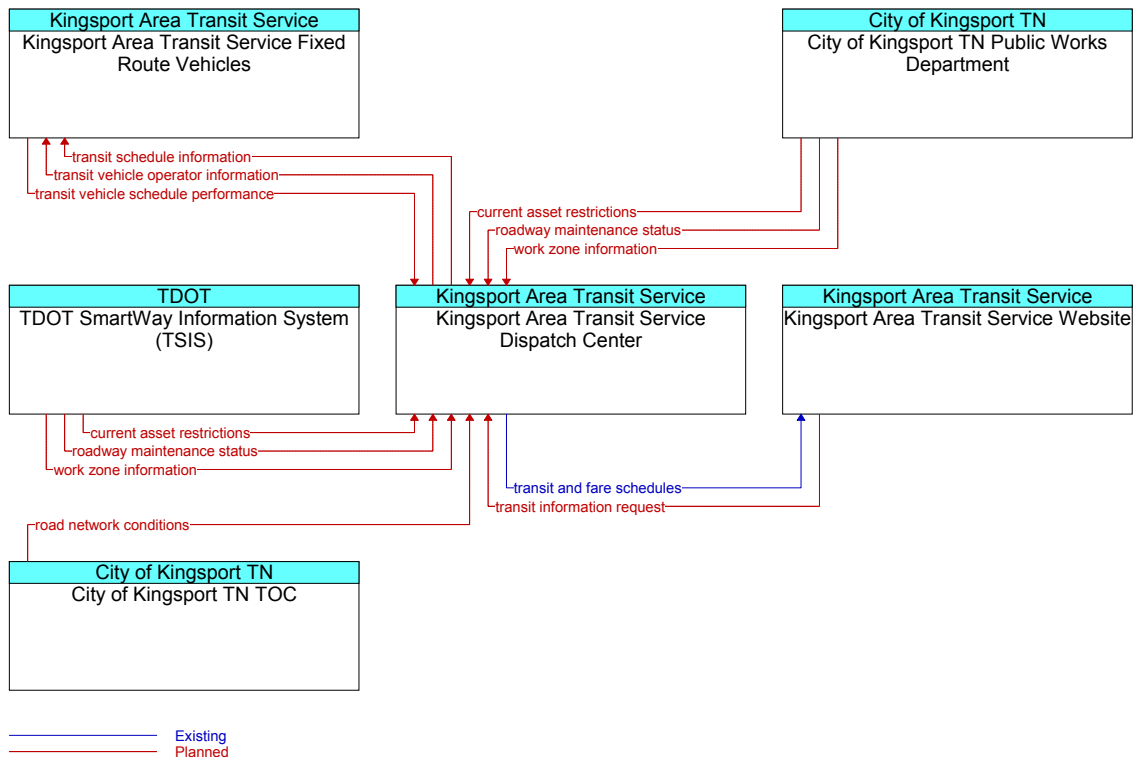 Kingsport Area Transit Service
Kingsport Area Transit Service Fixed
Route Vehicles
City of Kingsport TN
City of Kingsport TN Public Works
Department
transit schedule information
transit vehicle operator information
transit vehicle schedule performance
current asset restrictions
roadway maintenance status
work zone information
TDOT
TDOT SmartWay Information System
(TSIS)
Kingsport Area Transit Service
Kingsport Area Transit Service
Dispatch Center
Kingsport Area Transit Service
Kingsport Area Transit Service Website
current asset restrictions
roadway maintenance status
work zone information
transit and fare schedules
transit information request
road network conditions
City of Kingsport TN
City of Kingsport TN TOC
Existing
Planned